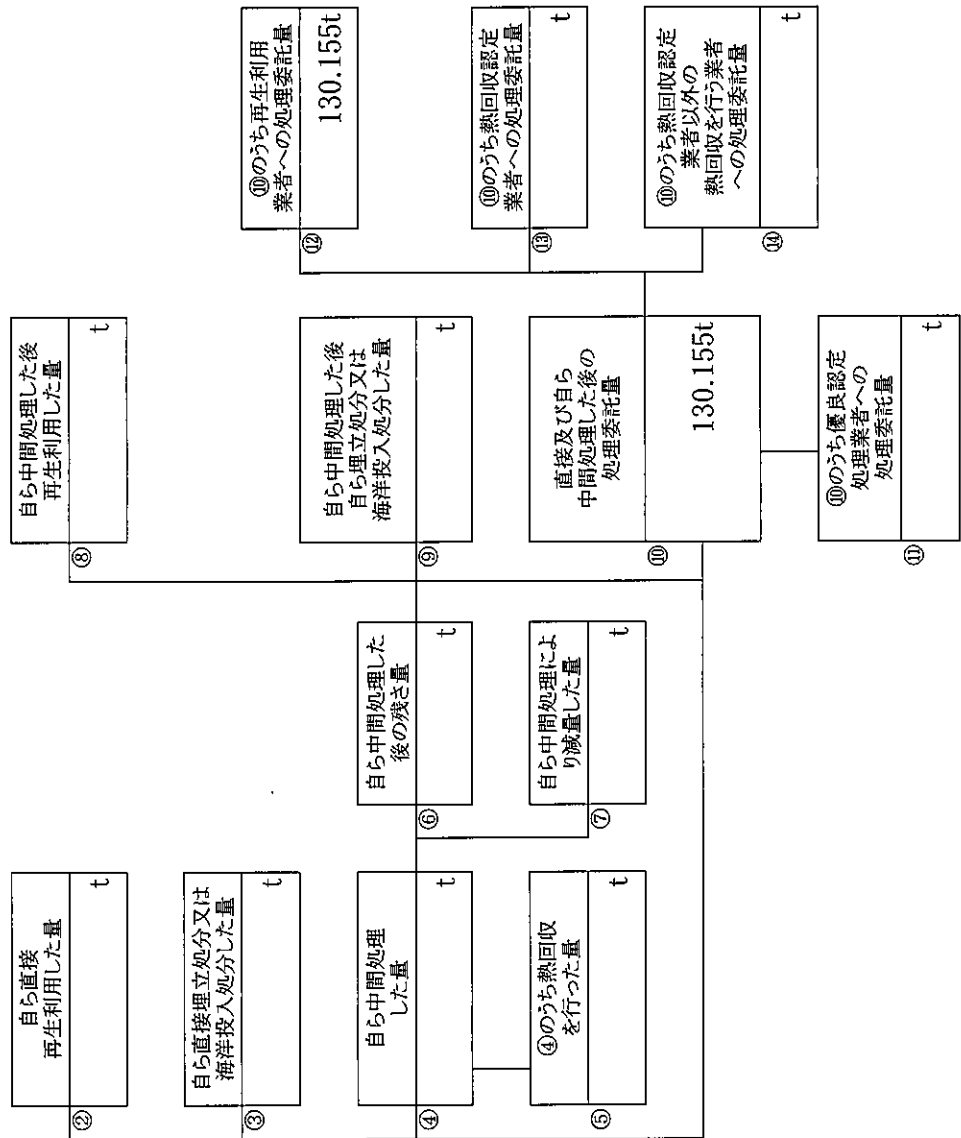 ②
自ら直接
再生利用した量
t
③
自ら直接埋立処分又は
海洋投入処分した量
t
④
自ら中間処理
した量
t
⑤
④のうち熱回収
を行った量
t
⑥
自ら中間処理した
後の残さ量
t
⑦
自ら中間処理によ
り減量した量
t
⑧
自ら中間処理した後
再生利用した量
t
⑨
自ら中間処理した後
自ら埋立処分又は
海洋投入処分した量
t
⑩
直接及び自ら
中間処理した後の
処理委託量
130.155t
⑪
⑩のうち優良認定
処理業者への
処理委託量
t
⑫
⑩のうち再生利用
業者への処理委託量
130.155t
⑬
⑩のうち熱回収認定
業者への処理委託量
t
⑭
⑩のうち熱回収認定
業者以外の
熱回収を行う業者
への処理委託量
t